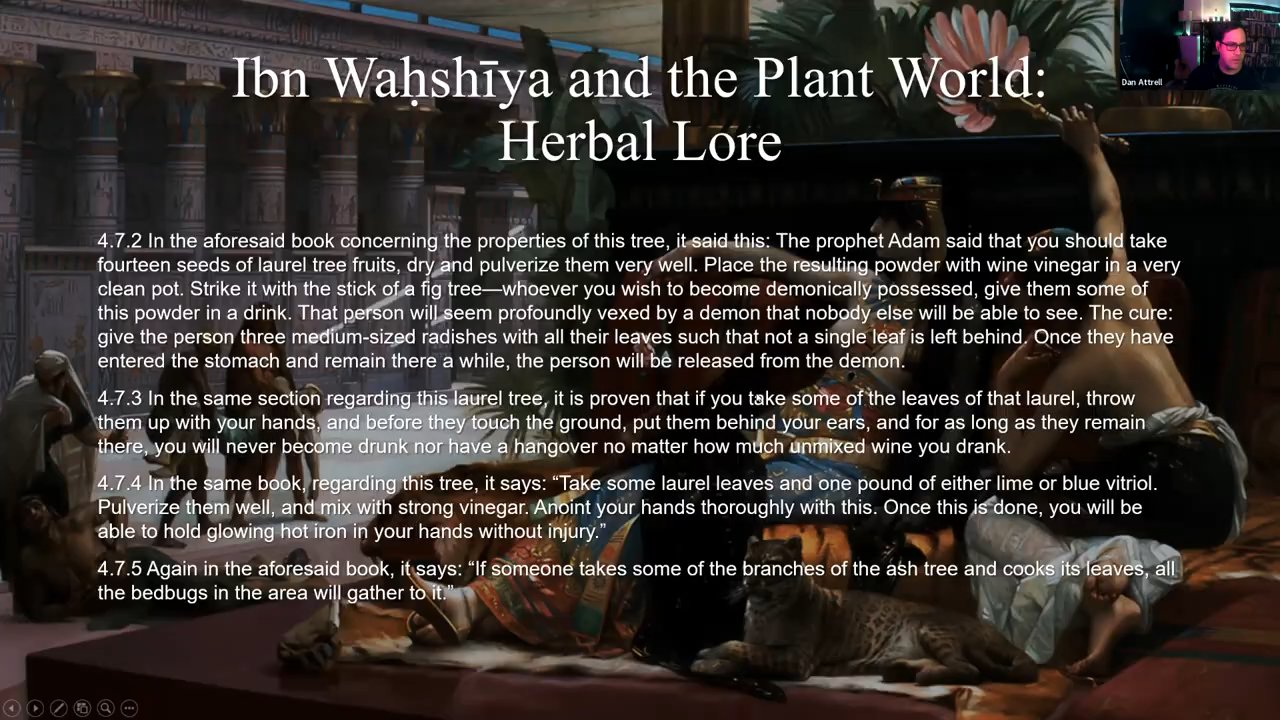 Dan Attrell
Ibn Waḥshīya and the Plant World:
Herbal Lore
4.7.2 In the aforesaid book concerning the properties of this tree, it said this: The prophet Adam said that you should take
fourteen seeds of laurel tree fruits, dry and pulverize them very well. Place the resulting powder with wine vinegar in a very
clean pot. Strike it with the stick of a fig tree—whoever you wish to become demonically possessed, give them some of
this powder in a drink. That person will seem profoundly vexed by a demon that nobody else will be able to see. The cure:
give the person three medium-sized radishes with all their leaves such that not a single leaf is left behind. Once they have
entered the stomach and remain there a while, the person will be released from the demon.
4.7.3 In the same section regarding this laurel tree, it is proven that if you take some of the leaves of that laurel, throw
them up with your hands, and before they touch the ground, put them behind your ears, and for as long as they remain
there, you will never become drunk nor have a hangover no matter how much unmixed wine you drank.
4.7.4 In the same book, regarding this tree, it says: “Take some laurel leaves and one pound of either lime or blue vitriol.
Pulverize them well, and mix with strong vinegar. Anoint your hands thoroughly with this. Once this is done, you will be
able to hold glowing hot iron in your hands without injury.”
4.7.5 Again in the aforesaid book, it says: “If someone takes some of the branches of the ash tree and cooks its leaves, all
the bedbugs in the area will gather to it.”